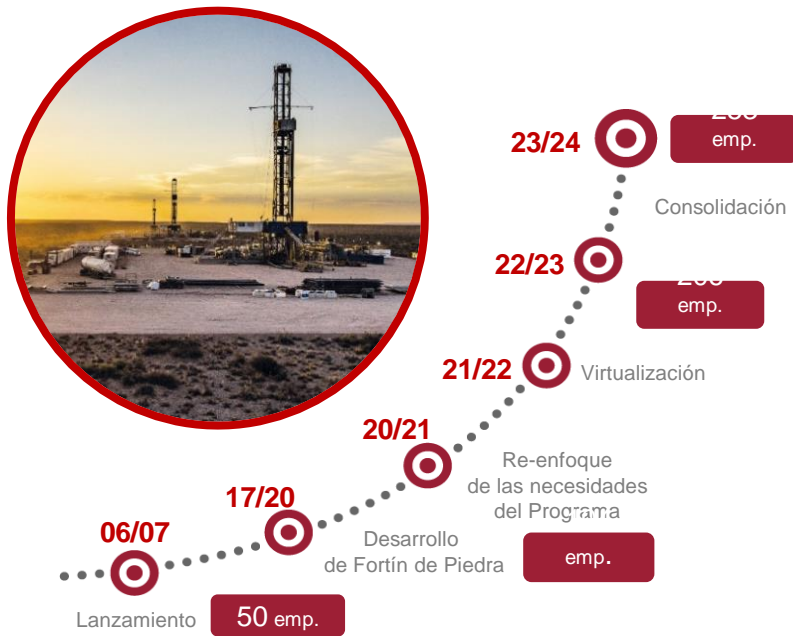 23/24
emp.
Consolidación
22/23
emp.
21/22
Virtualización
20/21
Re-enfoque
de las necesidades
del Programa
emp.
17/20
Desarrollo
de Fortín de Piedra
06/07
Lanzamiento
50 emp.